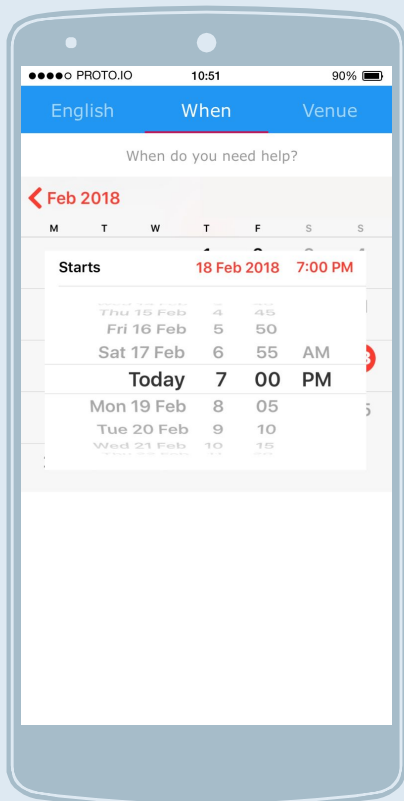 PROTO.IO 10:51 90%
English When Venue
When do you need help?
Feb 2018
M T W T F S S
Starts 18 Feb 2018 7:00 PM
Thu 15 Feb 4 45
Fri 16 Feb 5 50
Sat 17 Feb 6 55 AM
Today 7 00 PM
Mon 19 Feb 8 05
Tue 20 Feb 9 10
Wed 21 Feb 10 15